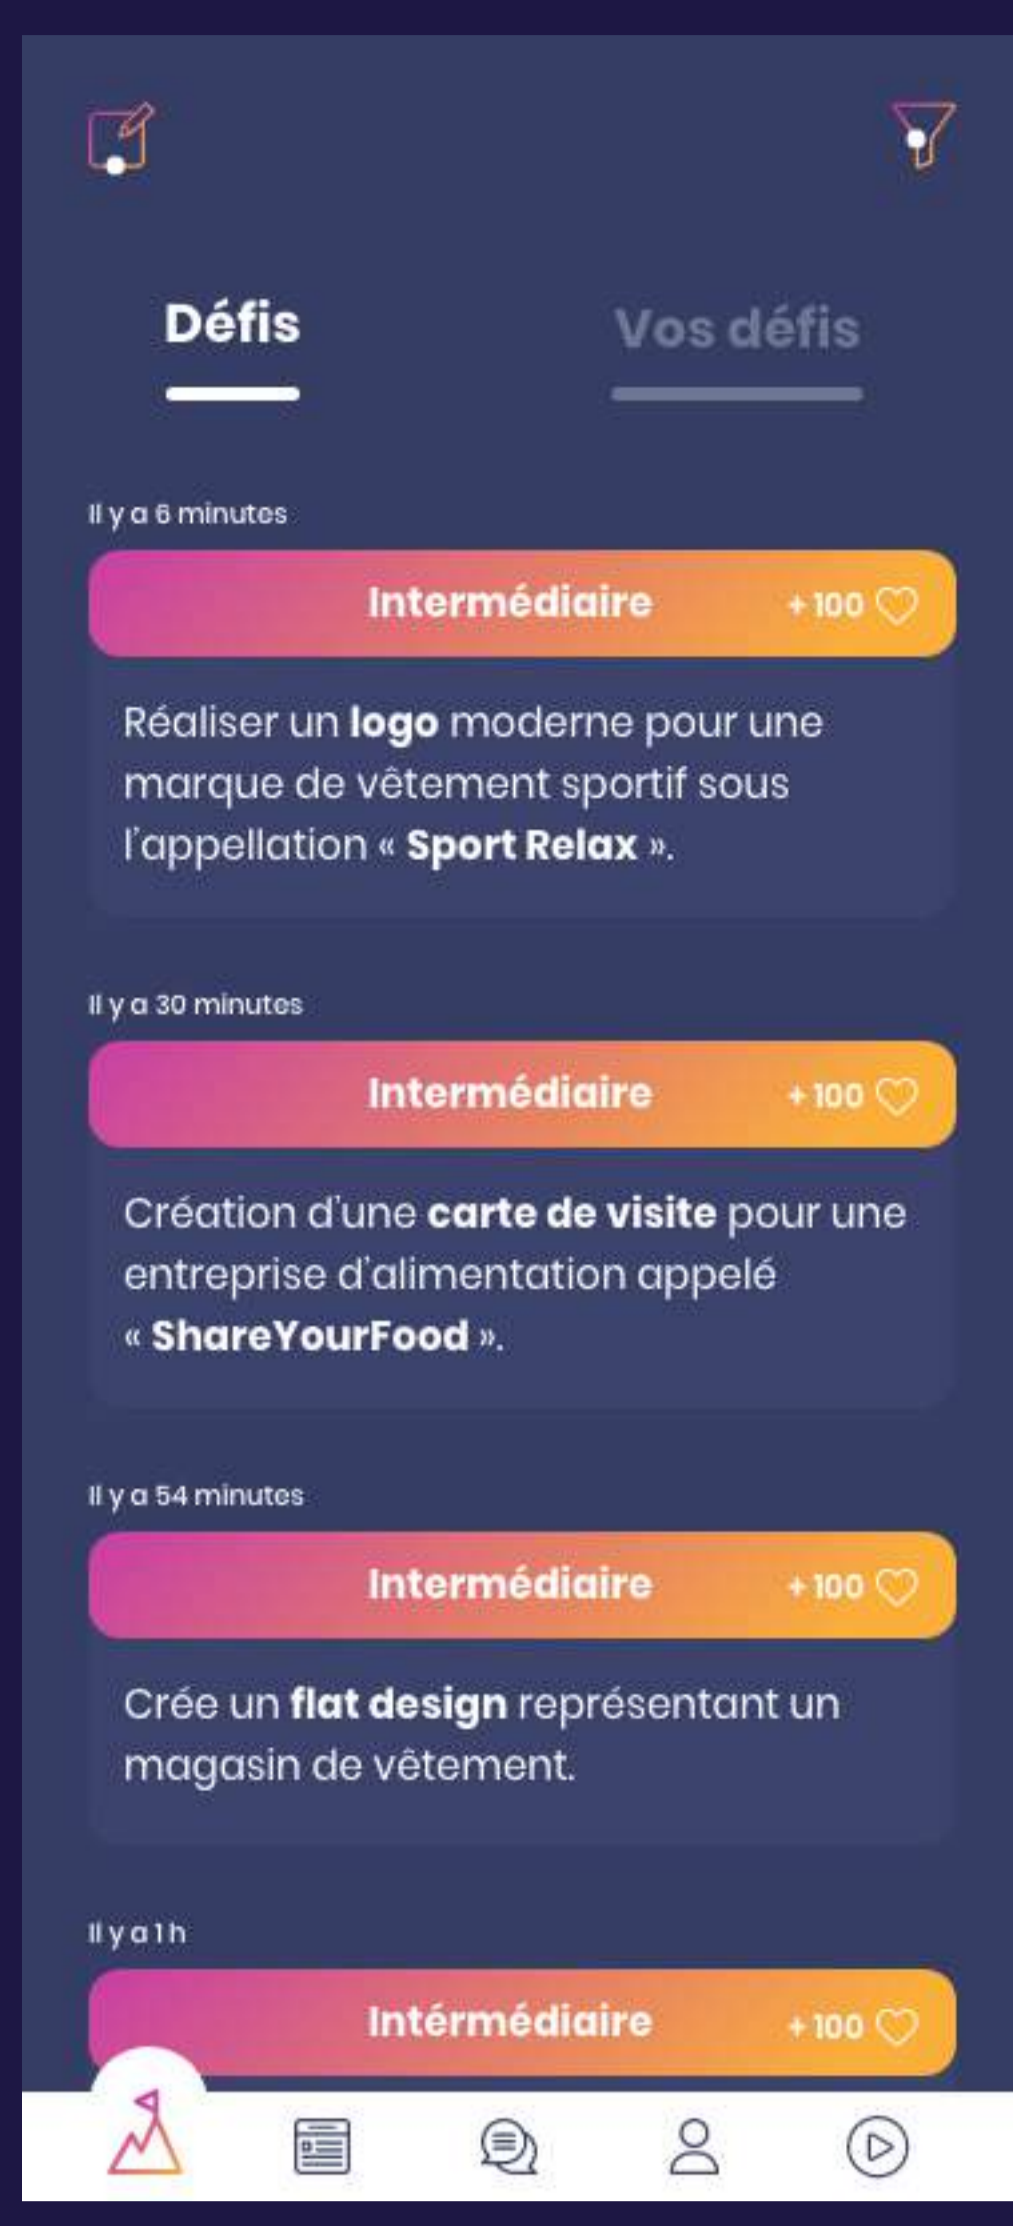 Défis
Vos défis
Il y a 6 minutes
Intermédiaire
+ 100
Réaliser un logo moderne pour une
marque de vêtement sportif sous
l'appellation « Sport Relax ».
Il y a 30 minutes
Intermédiaire
+ 100
Création d'une carte de visite pour une
entreprise d'alimentation appelé
« ShareYourFood ».
Il y a 54 minutes
Intermédiaire
+ 100
Crée un flat design représentant un
magasin de vêtement.
Il y a 1 h
Intérmédiaire
+ 100